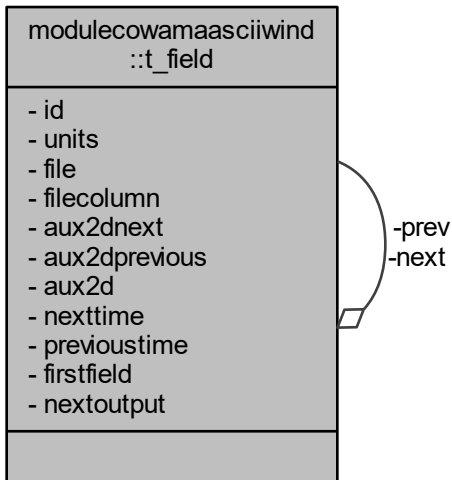 modulecowamaasciiwind
::t_field
- id
- units
- file
- filecolumn
- aux2dnext
- aux2dprevious
- aux2d
- nexttime
- previoustime
- firstfield
- nextoutput
-prev
-next